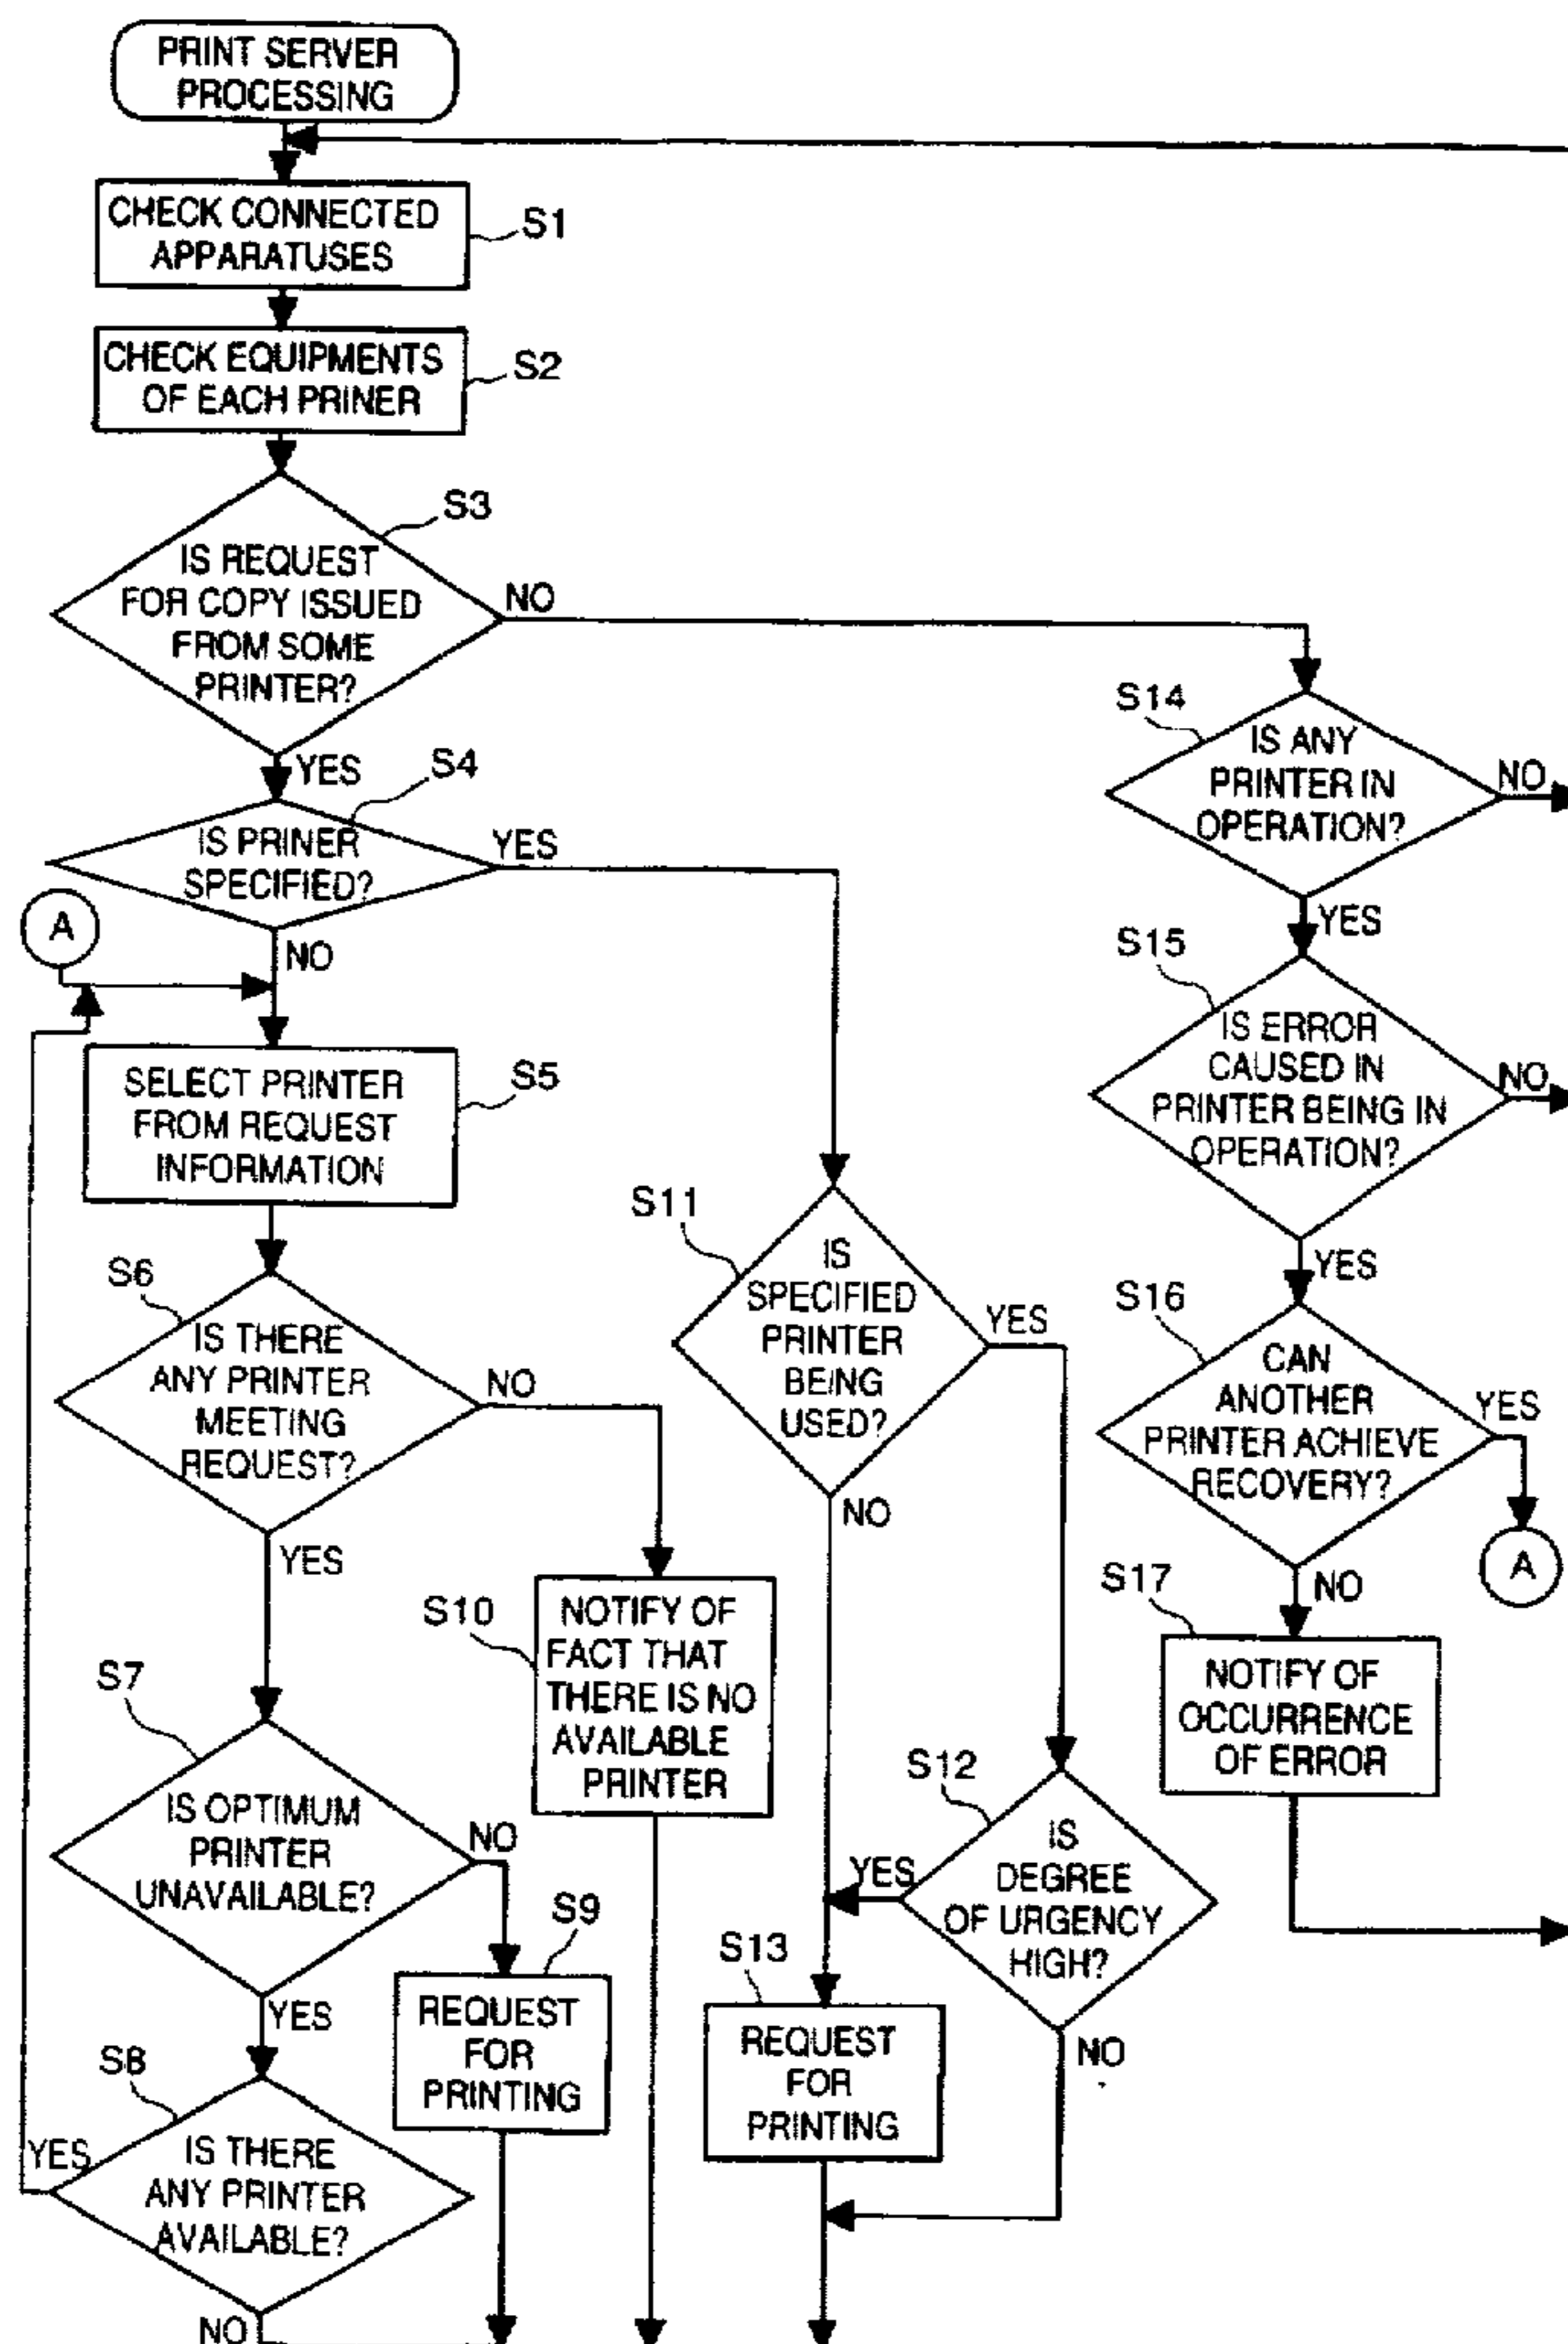 PRINT SERVER
PROCESSING
CHECK CONNECTED
APPARATUSES
S1
CHECK EQUIPMENTS
OF EACH PRINER
S2
S3
IS REQUEST
FOR COPY ISSUED
FROM SOME
PRINTER?
NO
YES
S4
IS PRINER
SPECIFIED?
YES
NO
A
SELECT PRINTER
FROM REQUEST
INFORMATION
S5
S6
IS THERE
ANY PRINTER
MEETING
REQUEST?
NO
YES
S7
IS OPTIMUM
PRINTER
UNAVAILABLE?
NO
YES
S8
IS THERE
ANY PRINTER
AVAILABLE?
YES
NO
S9
REQUEST
FOR
PRINTING
S10
NOTIFY OF
FACT THAT
THERE IS NO
AVAILABLE
PRINTER
S11
IS
SPECIFIED
PRINTER
BEING
USED?
YES
NO
S12
IS
DEGREE
OF URGENCY
HIGH?
YES
NO
S13
REQUEST
FOR
PRINTING
S14
IS ANY
PRINTER IN
OPERATION?
NO
YES
S15
IS ERROR
CAUSED IN
PRINTER BEING IN
OPERATION?
NO
YES
S16
CAN
ANOTHER
PRINTER ACHIEVE
RECOVERY?
YES
A
NO
S17
NOTIFY OF
OCCURRENCE
OF ERROR